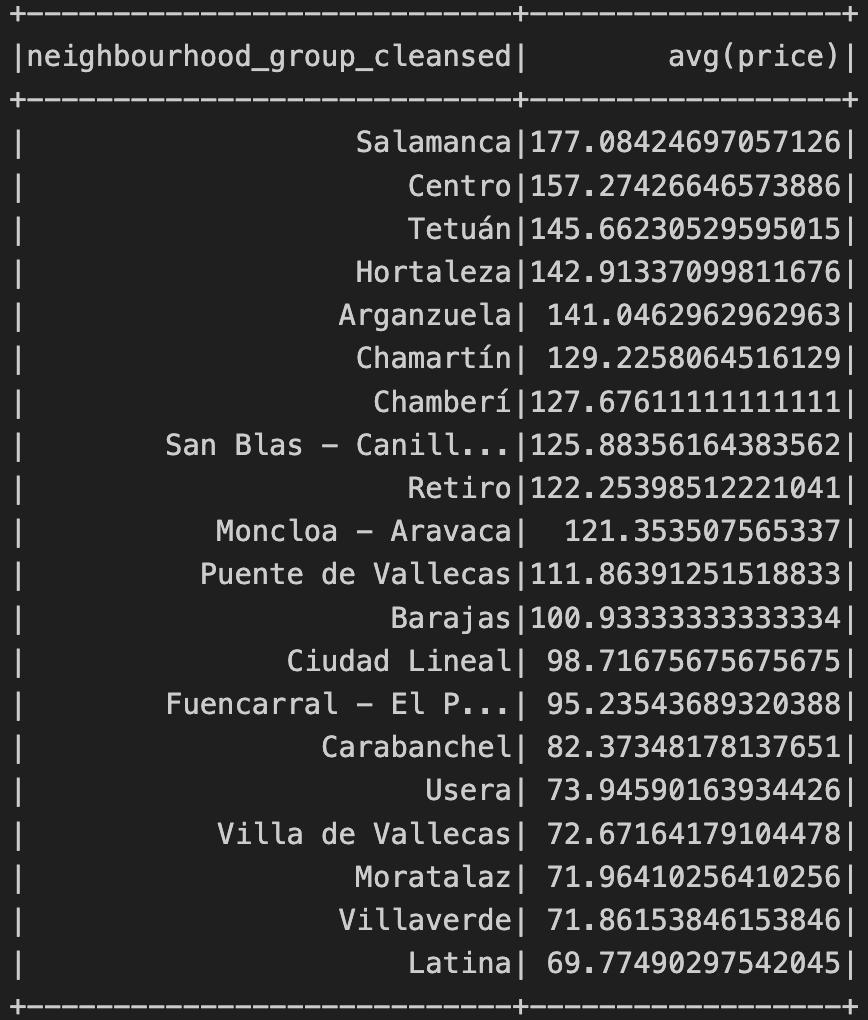 +----------------------------+------------------+
|neighbourhood_group_cleansed|        avg(price)|
+----------------------------+------------------+
|                   Salamanca|177.08424697057126|
|                      Centro|157.27426646573886|
|                      Tetuán|145.66230529595015|
|                   Hortaleza|142.91337099811676|
|                  Arganzuela| 141.0462962962963|
|                   Chamartín| 129.2258064516129|
|                    Chamberí|127.67611111111111|
|        San Blas - Canill...|125.88356164383562|
|                      Retiro|122.25398512221041|
|           Moncloa - Aravaca|  121.353507565337|
|          Puente de Vallecas|111.86391251518833|
|                     Barajas|100.93333333333334|
|               Ciudad Lineal| 98.71675675675675|
|        Fuencarral - El P...| 95.23543689320388|
|                 Carabanchel| 82.37348178137651|
|                       Usera| 73.94590163934426|
|           Villa de Vallecas| 72.67164179104478|
|                   Moratalaz| 71.96410256410256|
|                  Villaverde| 71.86153846153846|
|                      Latina| 69.77490297542045|
+----------------------------+------------------+